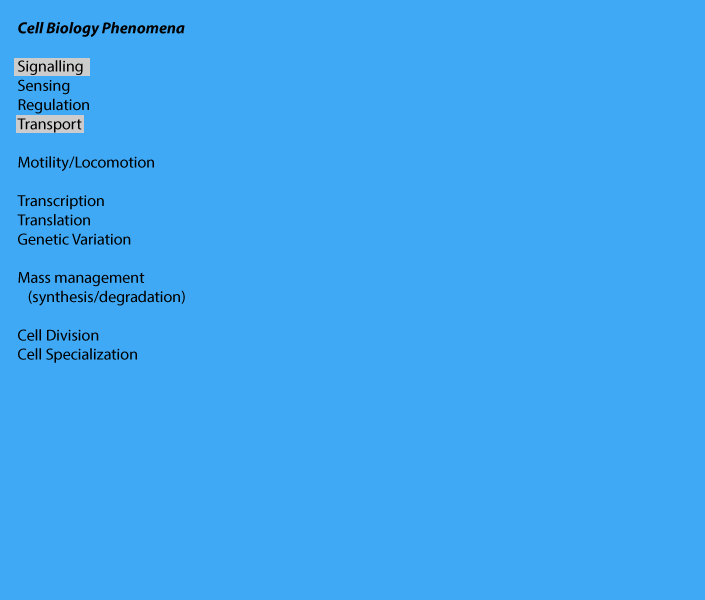 Cell Biology Phenomena
Signalling
Sensing
Regulation
Transport
Motility/Locomotion
Transcription
Translation
Genetic Variation
Mass management
(synthesis/degradation)
Cell Division
Cell Specialization